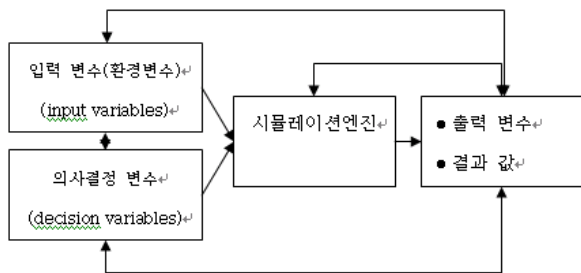 입력 변수(환경변수)
(input variables)
의사결정 변수
(decision variables)
시뮬레이션엔진
● 출력 변수
● 결과 값